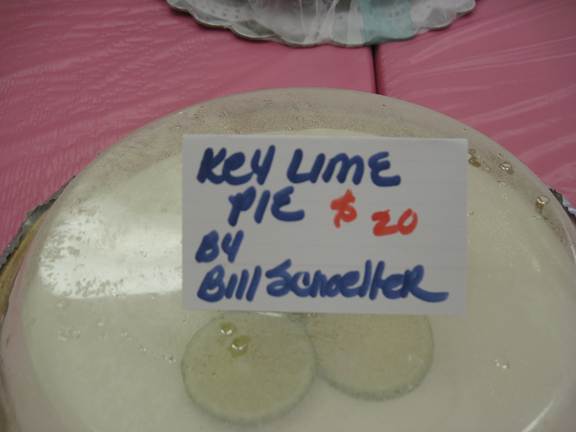 KEY LIME
PIE $20
BY
Bill Schoelter